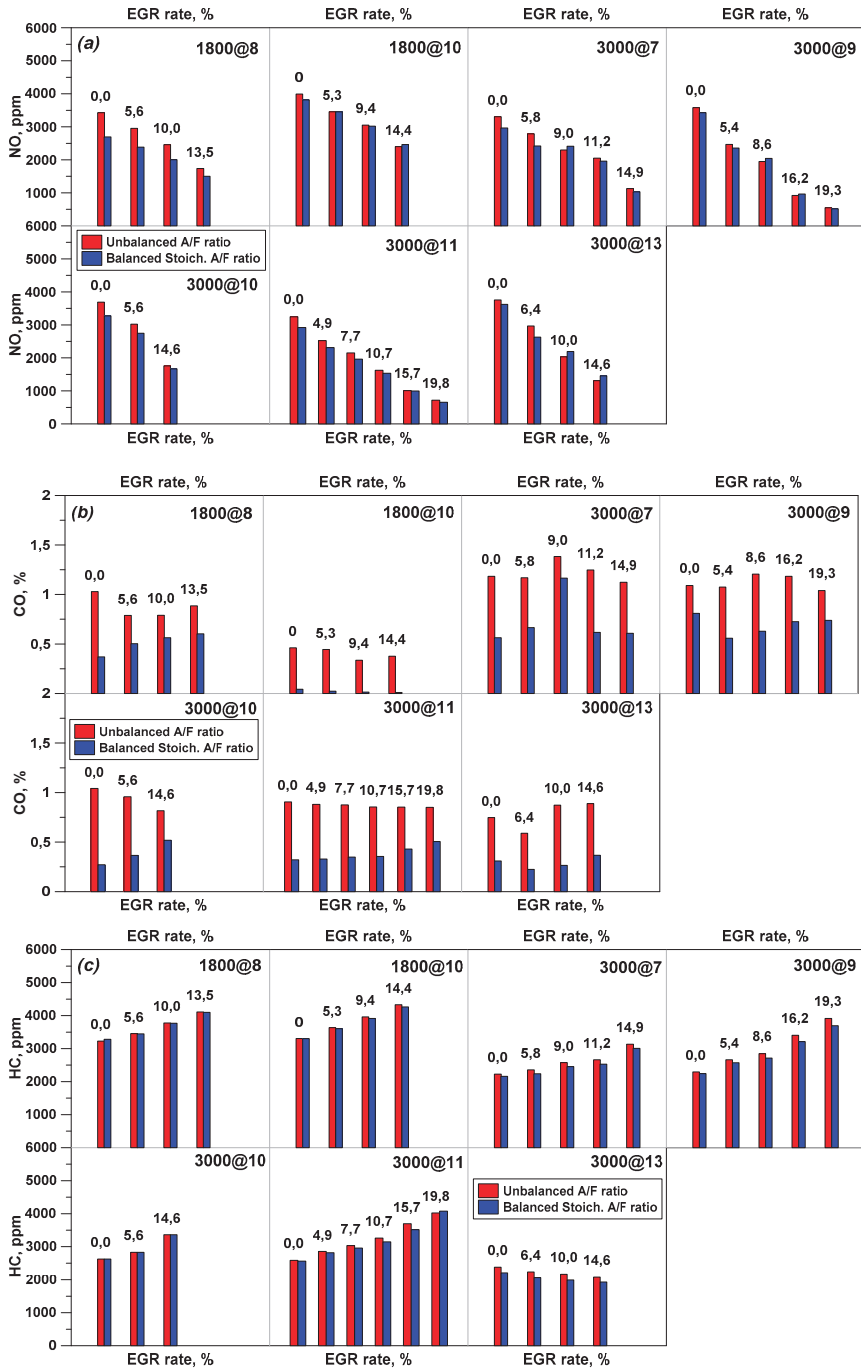 EGR rate, % EGR rate, % EGR rate, % EGR rate, %
6000 (a) 1800@8 1800@10 3000@7 3000@9
5000
4000
3000
2000
1000
NO, ppm
0,0 5,6 10,0 13,5
0 5,3 9,4 14,4
0,0 5,8 9,0 11,2 14,9
0,0 5,4 8,6 16,2 19,3
6000
Unbalanced A/F ratio
Balanced Stoich. A/F ratio
3000@10 3000@11 3000@13
4000
3000
2000
1000
0
NO, ppm
0,0 5,6 14,6
0,0 4,9 7,7 10,7 15,7 19,8
0,0 6,4 10,0 14,6
EGR rate, % EGR rate, % EGR rate, %
EGR rate, % EGR rate, % EGR rate, % EGR rate, %
2 (b) 1800@8 1800@10 3000@7 3000@9
1,5
1
0,5
CO, %
0,0 5,6 10,0 13,5
0 5,3 9,4 14,4
0,0 5,8 9,0 11,2 14,9
0,0 5,4 8,6 16,2 19,3
2
3000@10 3000@11 3000@13
Unbalanced A/F ratio
Balanced Stoich. A/F ratio
1,5
1
0,5
0
CO, %
0,0 5,6 14,6
0,0 4,9 7,7 10,7 15,7 19,8
0,0 6,4 10,0 14,6
EGR rate, % EGR rate, % EGR rate, %
EGR rate, % EGR rate, % EGR rate, % EGR rate, %
6000 (c) 1800@8 1800@10 3000@7 3000@9
5000
4000
3000
2000
1000
HC, ppm
0,0 5,6 10,0 13,5
0 5,3 9,4 14,4
0,0 5,8 9,0 11,2 14,9
0,0 5,4 8,6 16,2 19,3
6000
3000@10 3000@11 3000@13
Unbalanced A/F ratio
Balanced Stoich. A/F ratio
5000
4000
3000
2000
1000
0
HC, ppm
0,0 5,6 14,6
0,0 4,9 7,7 10,7 15,7 19,8
0,0 6,4 10,0 14,6
EGR rate, % EGR rate, % EGR rate, %